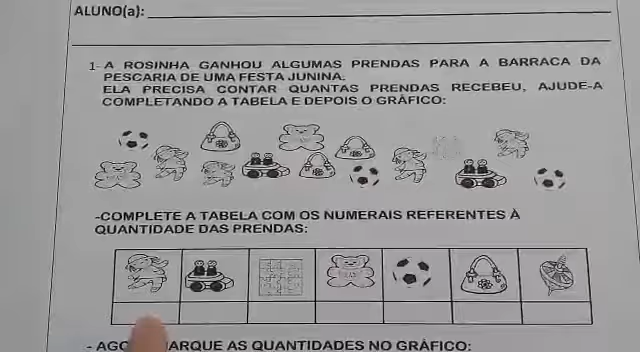 ALUNO(a):
1- A ROSINHA GANHOU ALGUMAS PRENDAS PARA A BARRACA DA
PESCARIA DE UMA FESTA JUNINA.
ELA PRECISA CONTAR QUANTAS PRENDAS RECEBEU, AJUDE-A
COMPLETANDO A TABELA E DEPOIS O GRÁFICO:
-COMPLETE A TABELA COM OS NUMERAIS REFERENTES À
QUANTIDADE DAS PRENDAS:
- ARQUE AS QUANTIDADES NO GRÁFICO: